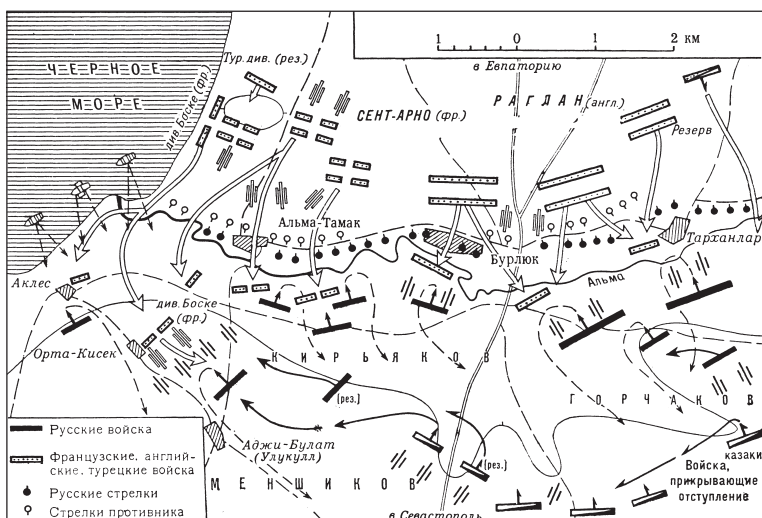 1 0 1 2 км
в Евпаторию
ЧЕРНОЕ
МОРЕ
Тур. див. (рез.)
див. Боске (фр.)
СЕНТ-АРНО (фр.)
РАГЛАН (англ.)
Резерв
Альма-Тамак
Бурлюк
Тарханлар
Альма
Аклес
див. Боске
(фр.)
Орта-Кисек
КИРЬЯКОВ
(рез.)
ГОРЧАКОВ
Аджи-Булат
(Улукулл)
(рез.)
казаки
МЕНШИКОВ
Войска,
прикрывающие
отступление
в Севастополь
Русские войска
Французские, англий-
ские, турецкие войска
Русские стрелки
Стрелки противника